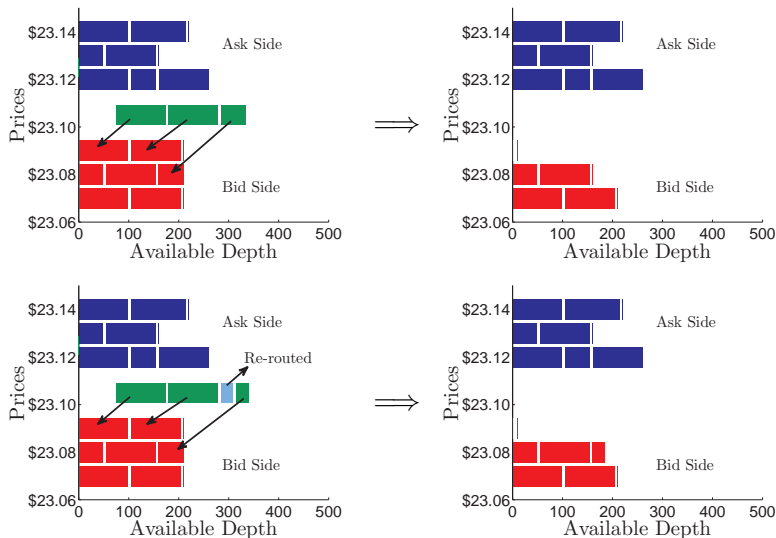 $23.14
$23.12
$23.10
$23.08
$23.06
Prices
Ask Side
Bid Side
0 100 200 300 400 500
Available Depth
⟹
$23.14
$23.12
$23.10
$23.08
$23.06
Prices
Ask Side
Bid Side
0 100 200 300 400 500
Available Depth
$23.14
$23.12
$23.10
$23.08
$23.06
Prices
Ask Side
Re-routed
Bid Side
0 100 200 300 400 500
Available Depth
⟹
$23.14
$23.12
$23.10
$23.08
$23.06
Prices
Ask Side
Bid Side
0 100 200 300 400 500
Available Depth